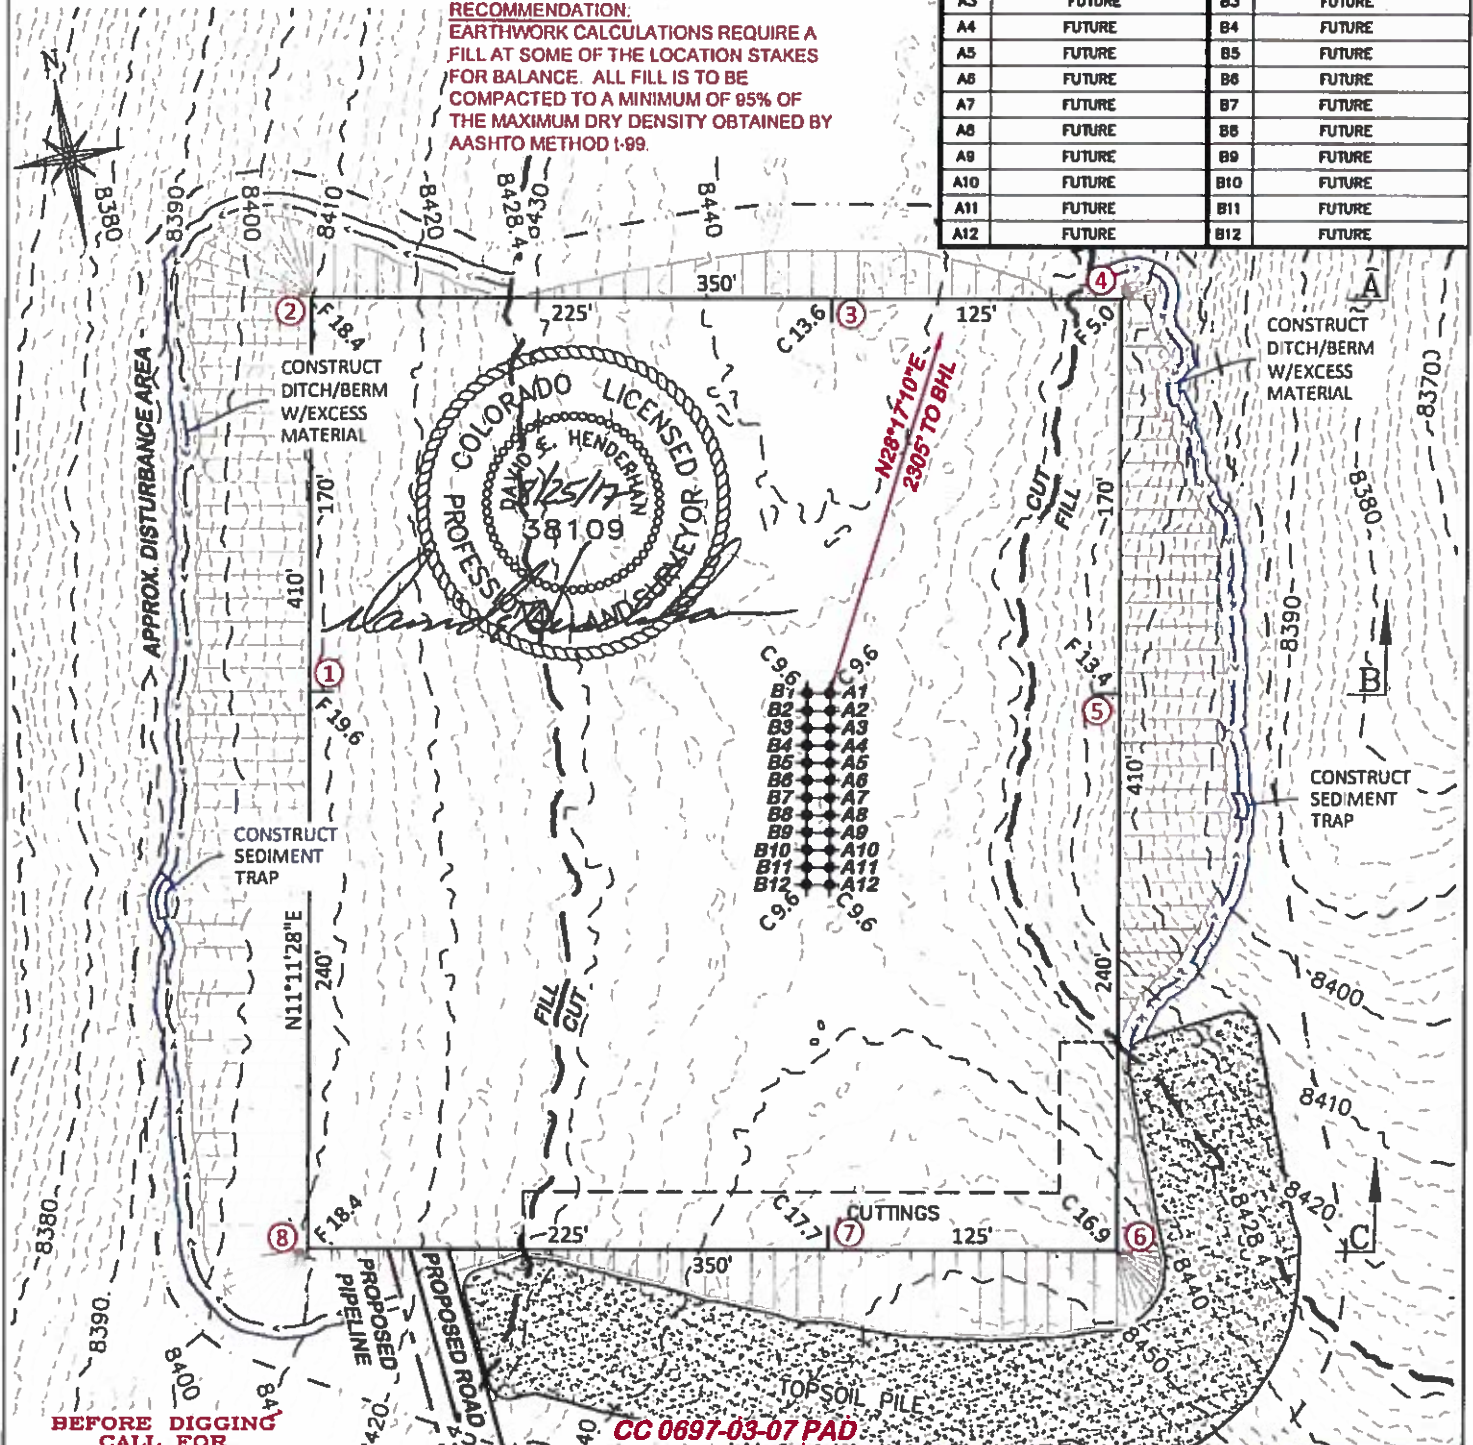 RECOMMENDATION:
EARTHWORK CALCULATIONS REQUIRE A
FILL AT SOME OF THE LOCATION STAKES
FOR BALANCE. ALL FILL IS TO BE
COMPACTED TO A MINIMUM OF 95% OF
THE MAXIMUM DRY DENSITY OBTAINED BY
AASHTO METHOD t-99.
A3 FUTURE B3 FUTURE
A4 FUTURE B4 FUTURE
A5 FUTURE B5 FUTURE
A6 FUTURE B6 FUTURE
A7 FUTURE B7 FUTURE
A8 FUTURE B8 FUTURE
A9 FUTURE B9 FUTURE
A10 FUTURE B10 FUTURE
A11 FUTURE B11 FUTURE
A12 FUTURE B12 FUTURE
N
8380
8390
8400
8410
8420
8428.4
8430
8440
350'
2
F 18.4
225'
C 13.6
3
125'
4
F 5.0
A
CONSTRUCT
DITCH/BERM
W/EXCESS
MATERIAL
CONSTRUCT
DITCH/BERM
W/EXCESS
MATERIAL
APPROX. DISTURBANCE AREA
COLORADO LICENSED
PROFESSIONAL LAND SURVEYOR
DAVID E. HENDERHAN
8/25/17
38109
N28°17'10"E
2305' TO BHL
CUT
FILL
170'
170'
8370
8380
8390
410'
1
F 19.6
C 9.6
C 9.6
B1 A1
B2 A2
B3 A3
B4 A4
B5 A5
B6 A6
B7 A7
B8 A8
B9 A9
B10 A10
B11 A11
B12 A12
C 9.6
C 9.6
F 13.4
5
B
410'
CONSTRUCT
SEDIMENT
TRAP
CONSTRUCT
SEDIMENT
TRAP
N11°11'28"E
240'
FILL
CUT
240'
8400
8410
8420
8428.4
8440
8450
C
8
F 18.4
225'
C 17.7
7
CUTTINGS
125'
C 16.9
6
350'
8380
8390
8400
PROPOSED
PIPELINE
PROPOSED ROAD
TOPSOIL PILE
BEFORE DIGGING
CALL FOR
CC 0697-03-07 PAD